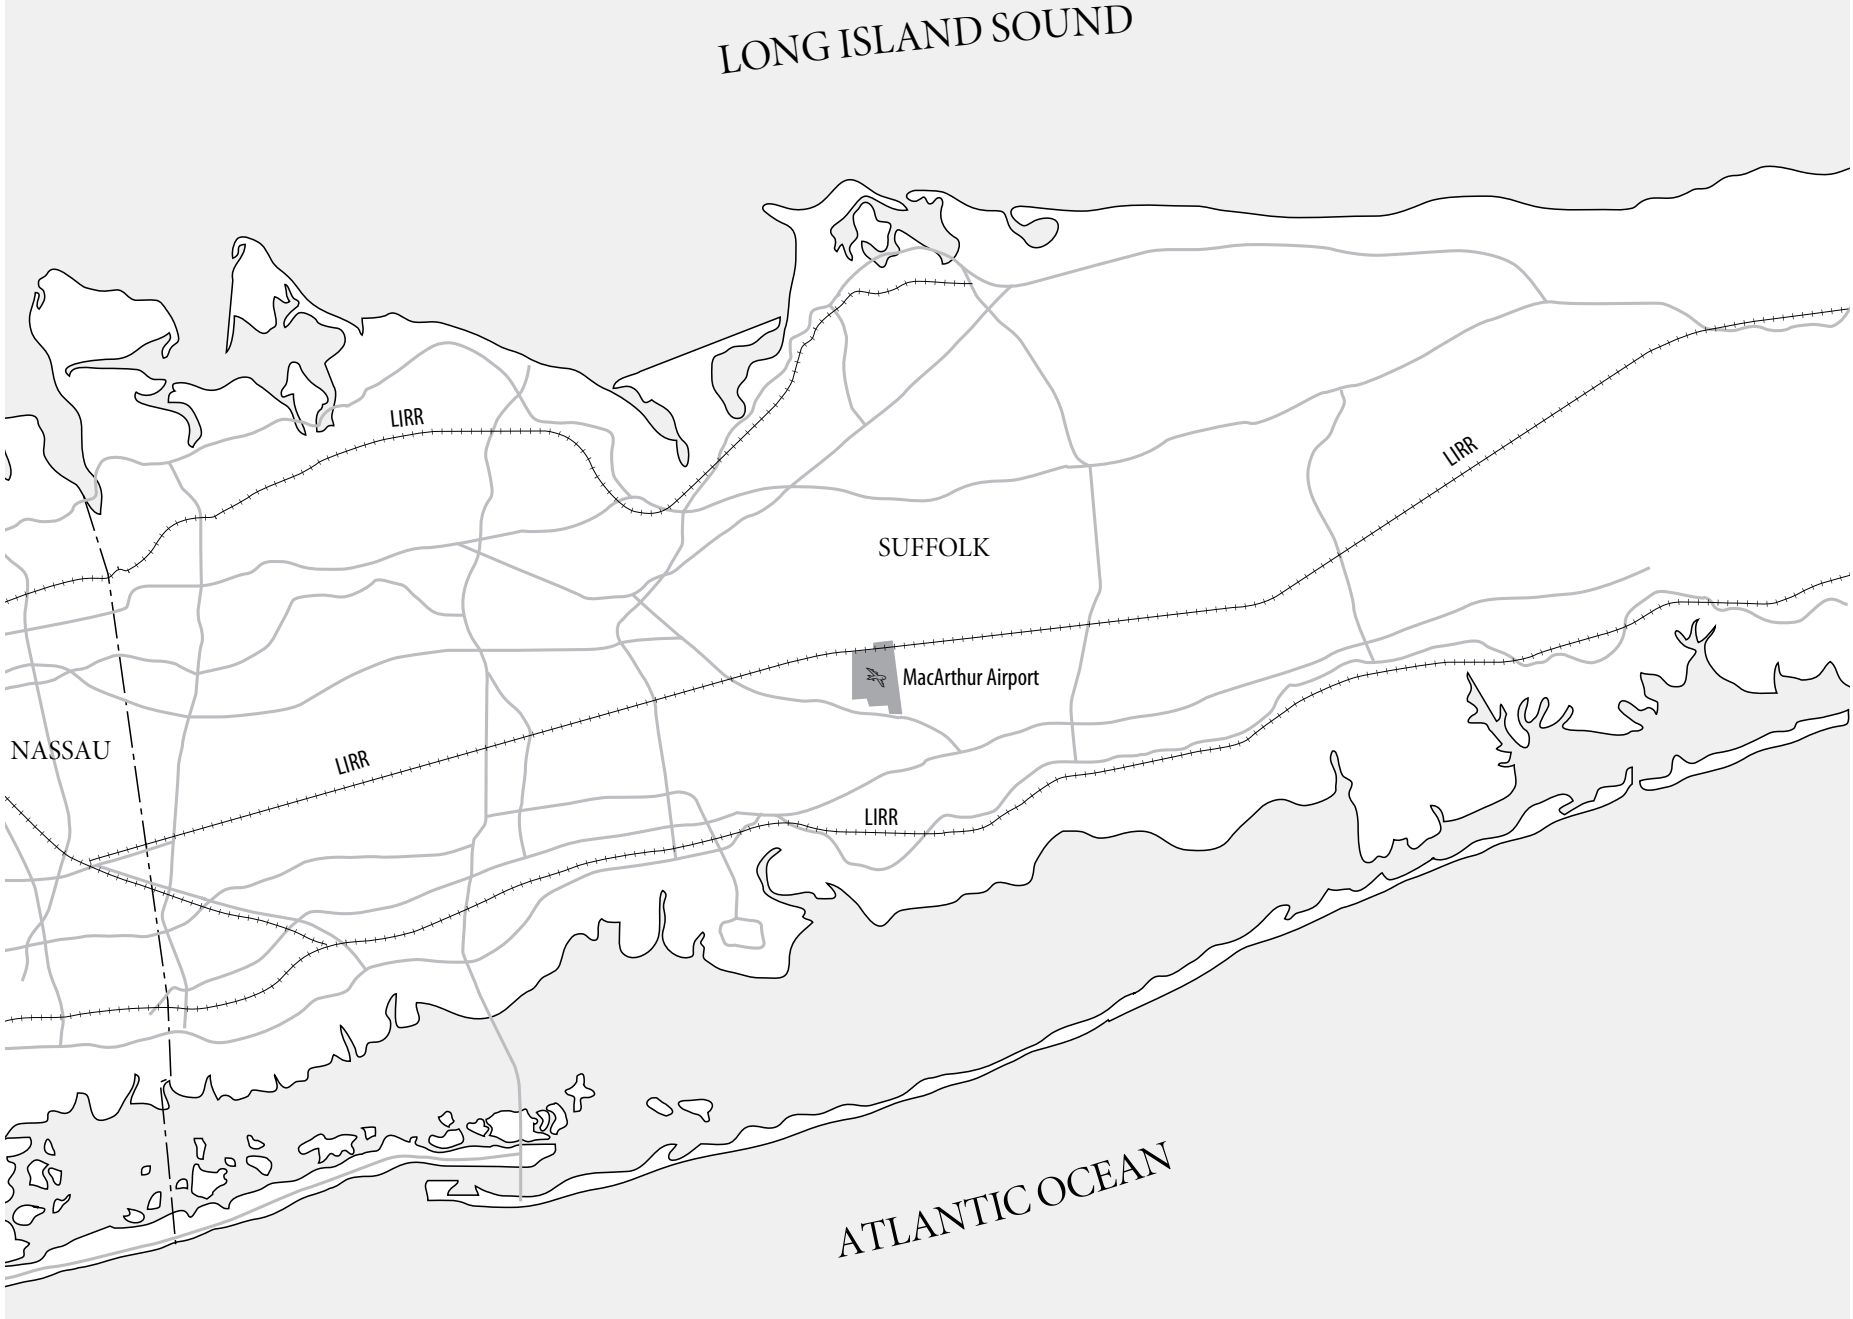 LONG ISLAND SOUND
LIRR
LIRR
SUFFOLK
MacArthur Airport
NASSAU
LIRR
LIRR
ATLANTIC OCEAN